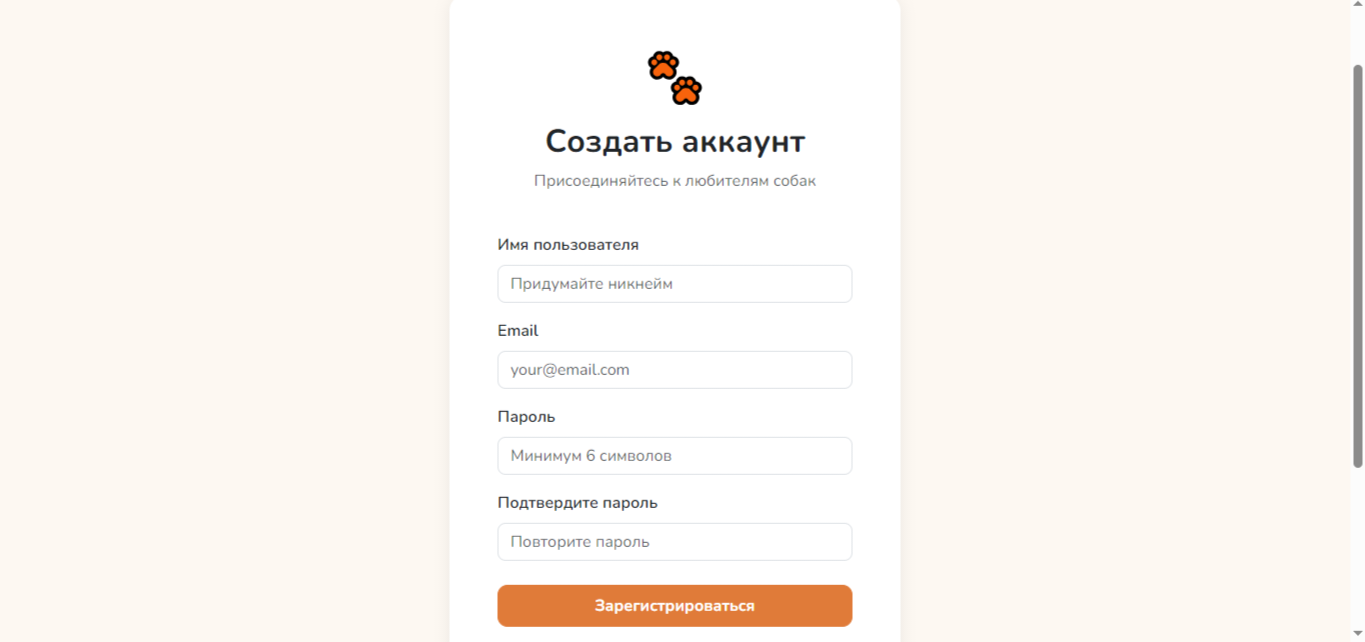 Создать аккаунт
Присоединяйтесь к любителям собак
Имя пользователя
Придумайте никнейм
Email
your@email.com
Пароль
Минимум 6 символов
Подтвердите пароль
Повторите пароль
Зарегистрироваться